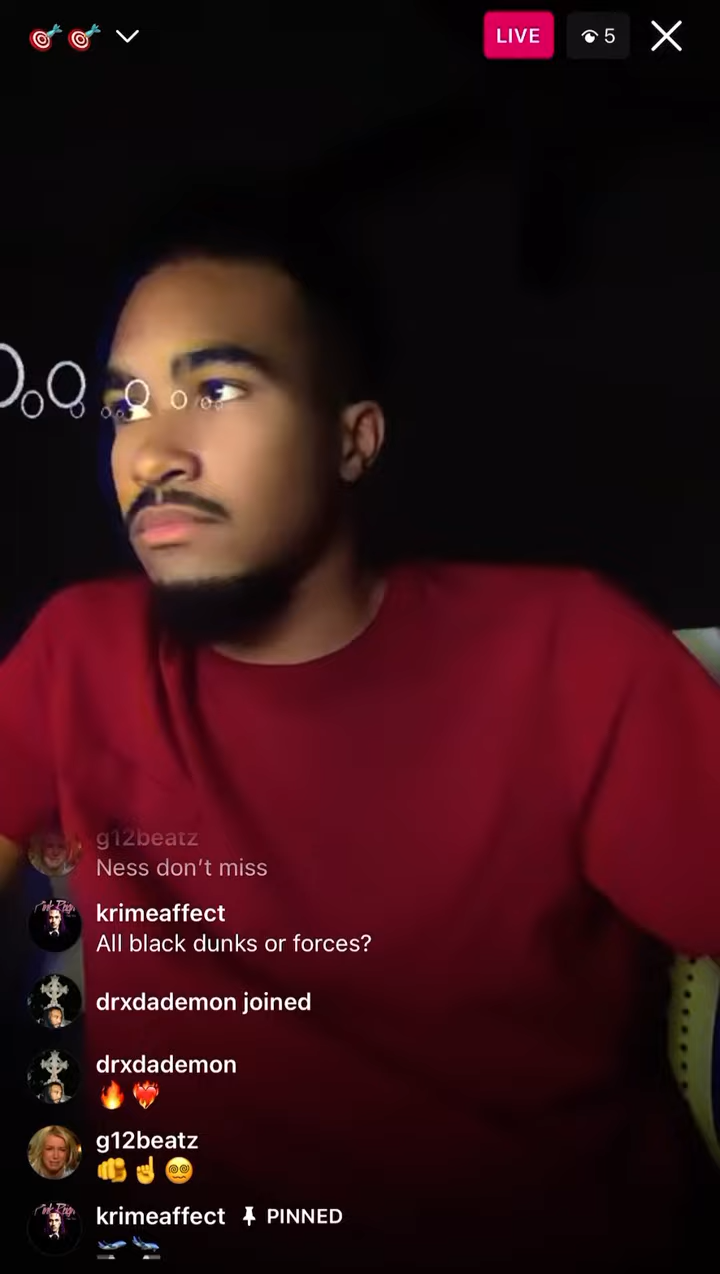 🎯 🎯
LIVE
5
g12beatz
Ness don't miss
krimeaffect
All black dunks or forces?
drxdademon joined
drxdademon
🔥 ❤️‍🔥
g12beatz
🫵 ☝️ 😵‍💫
krimeaffect PINNED
🛫 🛬